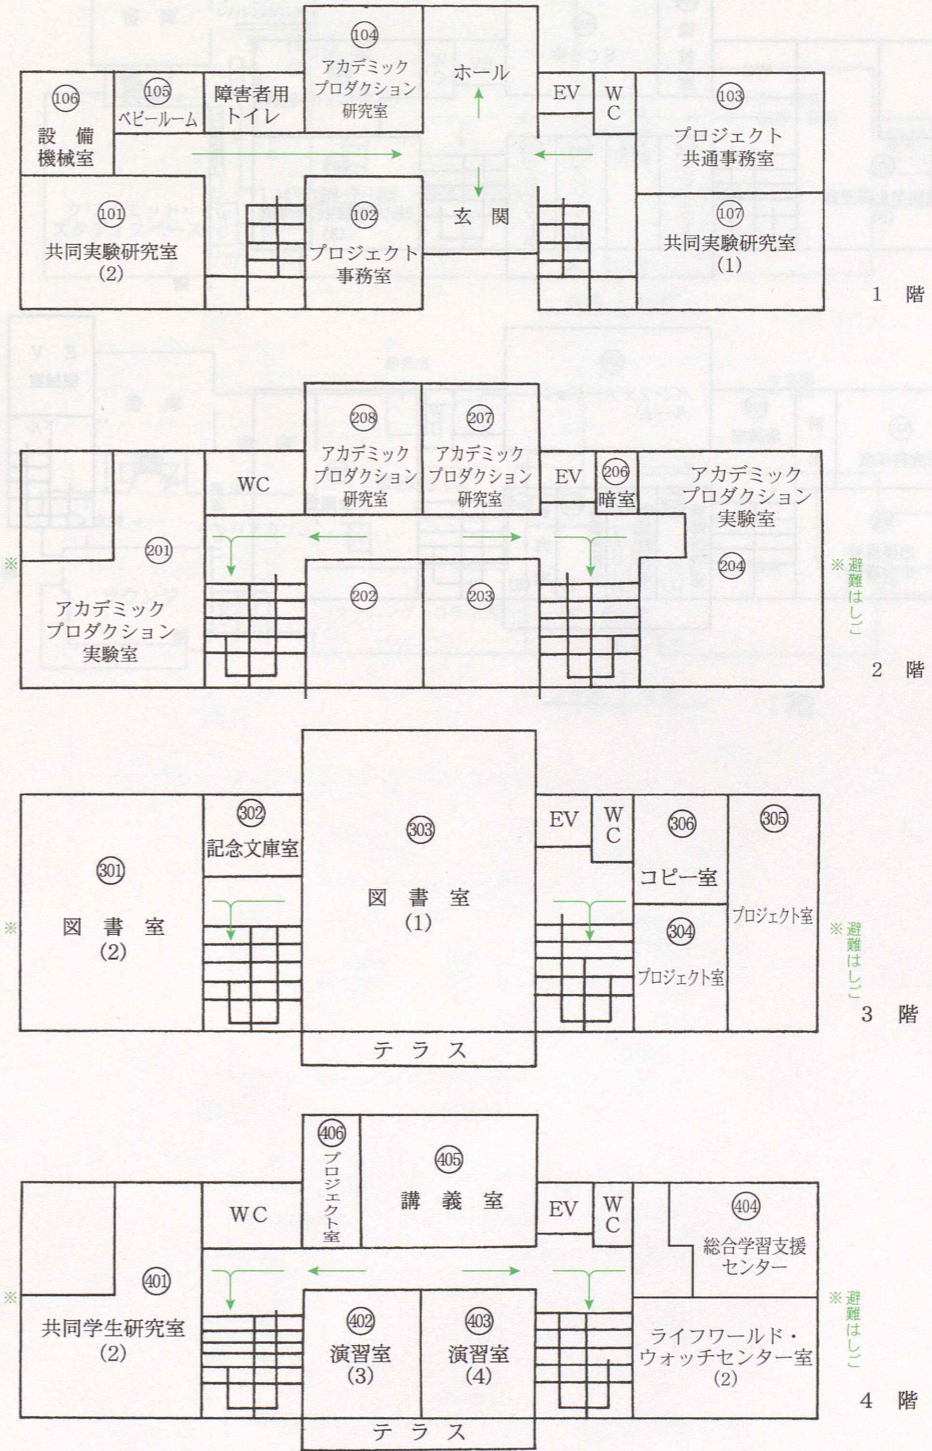 104
アカデミック
プロダクション
研究室
ホール
106
設 備
機械室
105
ベビールーム
障害者用
トイレ
EV
W
C
103
プロジェクト
共通事務室
101
共同実験研究室
(2)
102
プロジェクト
事務室
玄 関
107
共同実験研究室
(1)
1 階
208
アカデミック
プロダクション
研究室
207
アカデミック
プロダクション
研究室
WC
EV
206
暗室
アカデミック
プロダクション
実験室
204
※
201
アカデミック
プロダクション
実験室
202
203
※避難はしご
2 階
301
図 書 室
(2)
302
記念文庫室
303
図 書 室
(1)
EV
W
C
306
コピー室
305
プロジェクト室
304
プロジェクト室
※
※避難はしご
テ ラ ス
3 階
406
プロジェクト室
405
講 義 室
WC
EV
W
C
404
総合学習支援
センター
※
401
共同学生研究室
(2)
402
演習室
(3)
403
演習室
(4)
ライフワールド・
ウォッチセンター室
(2)
※避難はしご
テ ラ ス
4 階